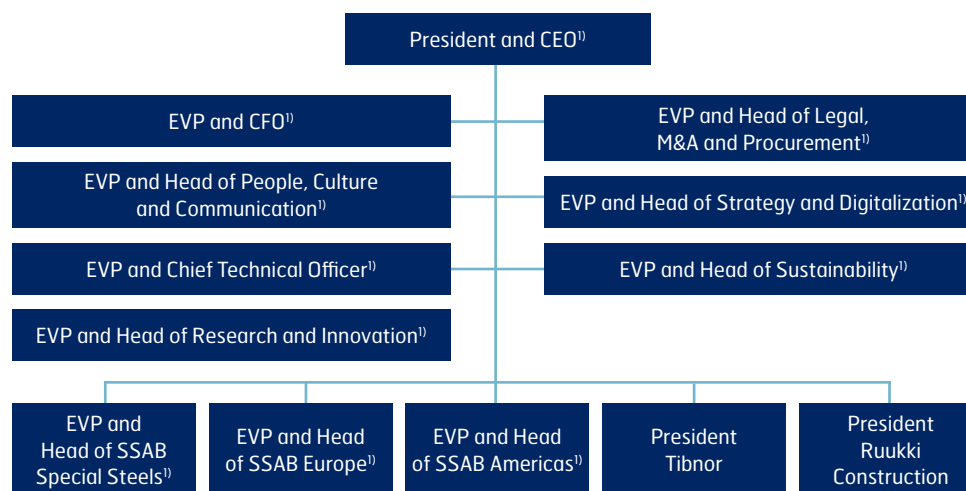 President and CEO1)
EVP and CFO1)
EVP and Head of Legal,
M&A and Procurement1)
EVP and Head of People, Culture
and Communication1)
EVP and Head of Strategy and Digitalization1)
EVP and Chief Technical Officer1)
EVP and Head of Sustainability1)
EVP and Head of Research and Innovation1)
EVP and
Head of SSAB
Special Steels1)
EVP and Head
of SSAB Europe1)
EVP and Head
of SSAB Americas1)
President
Tibnor
President
Ruukki
Construction